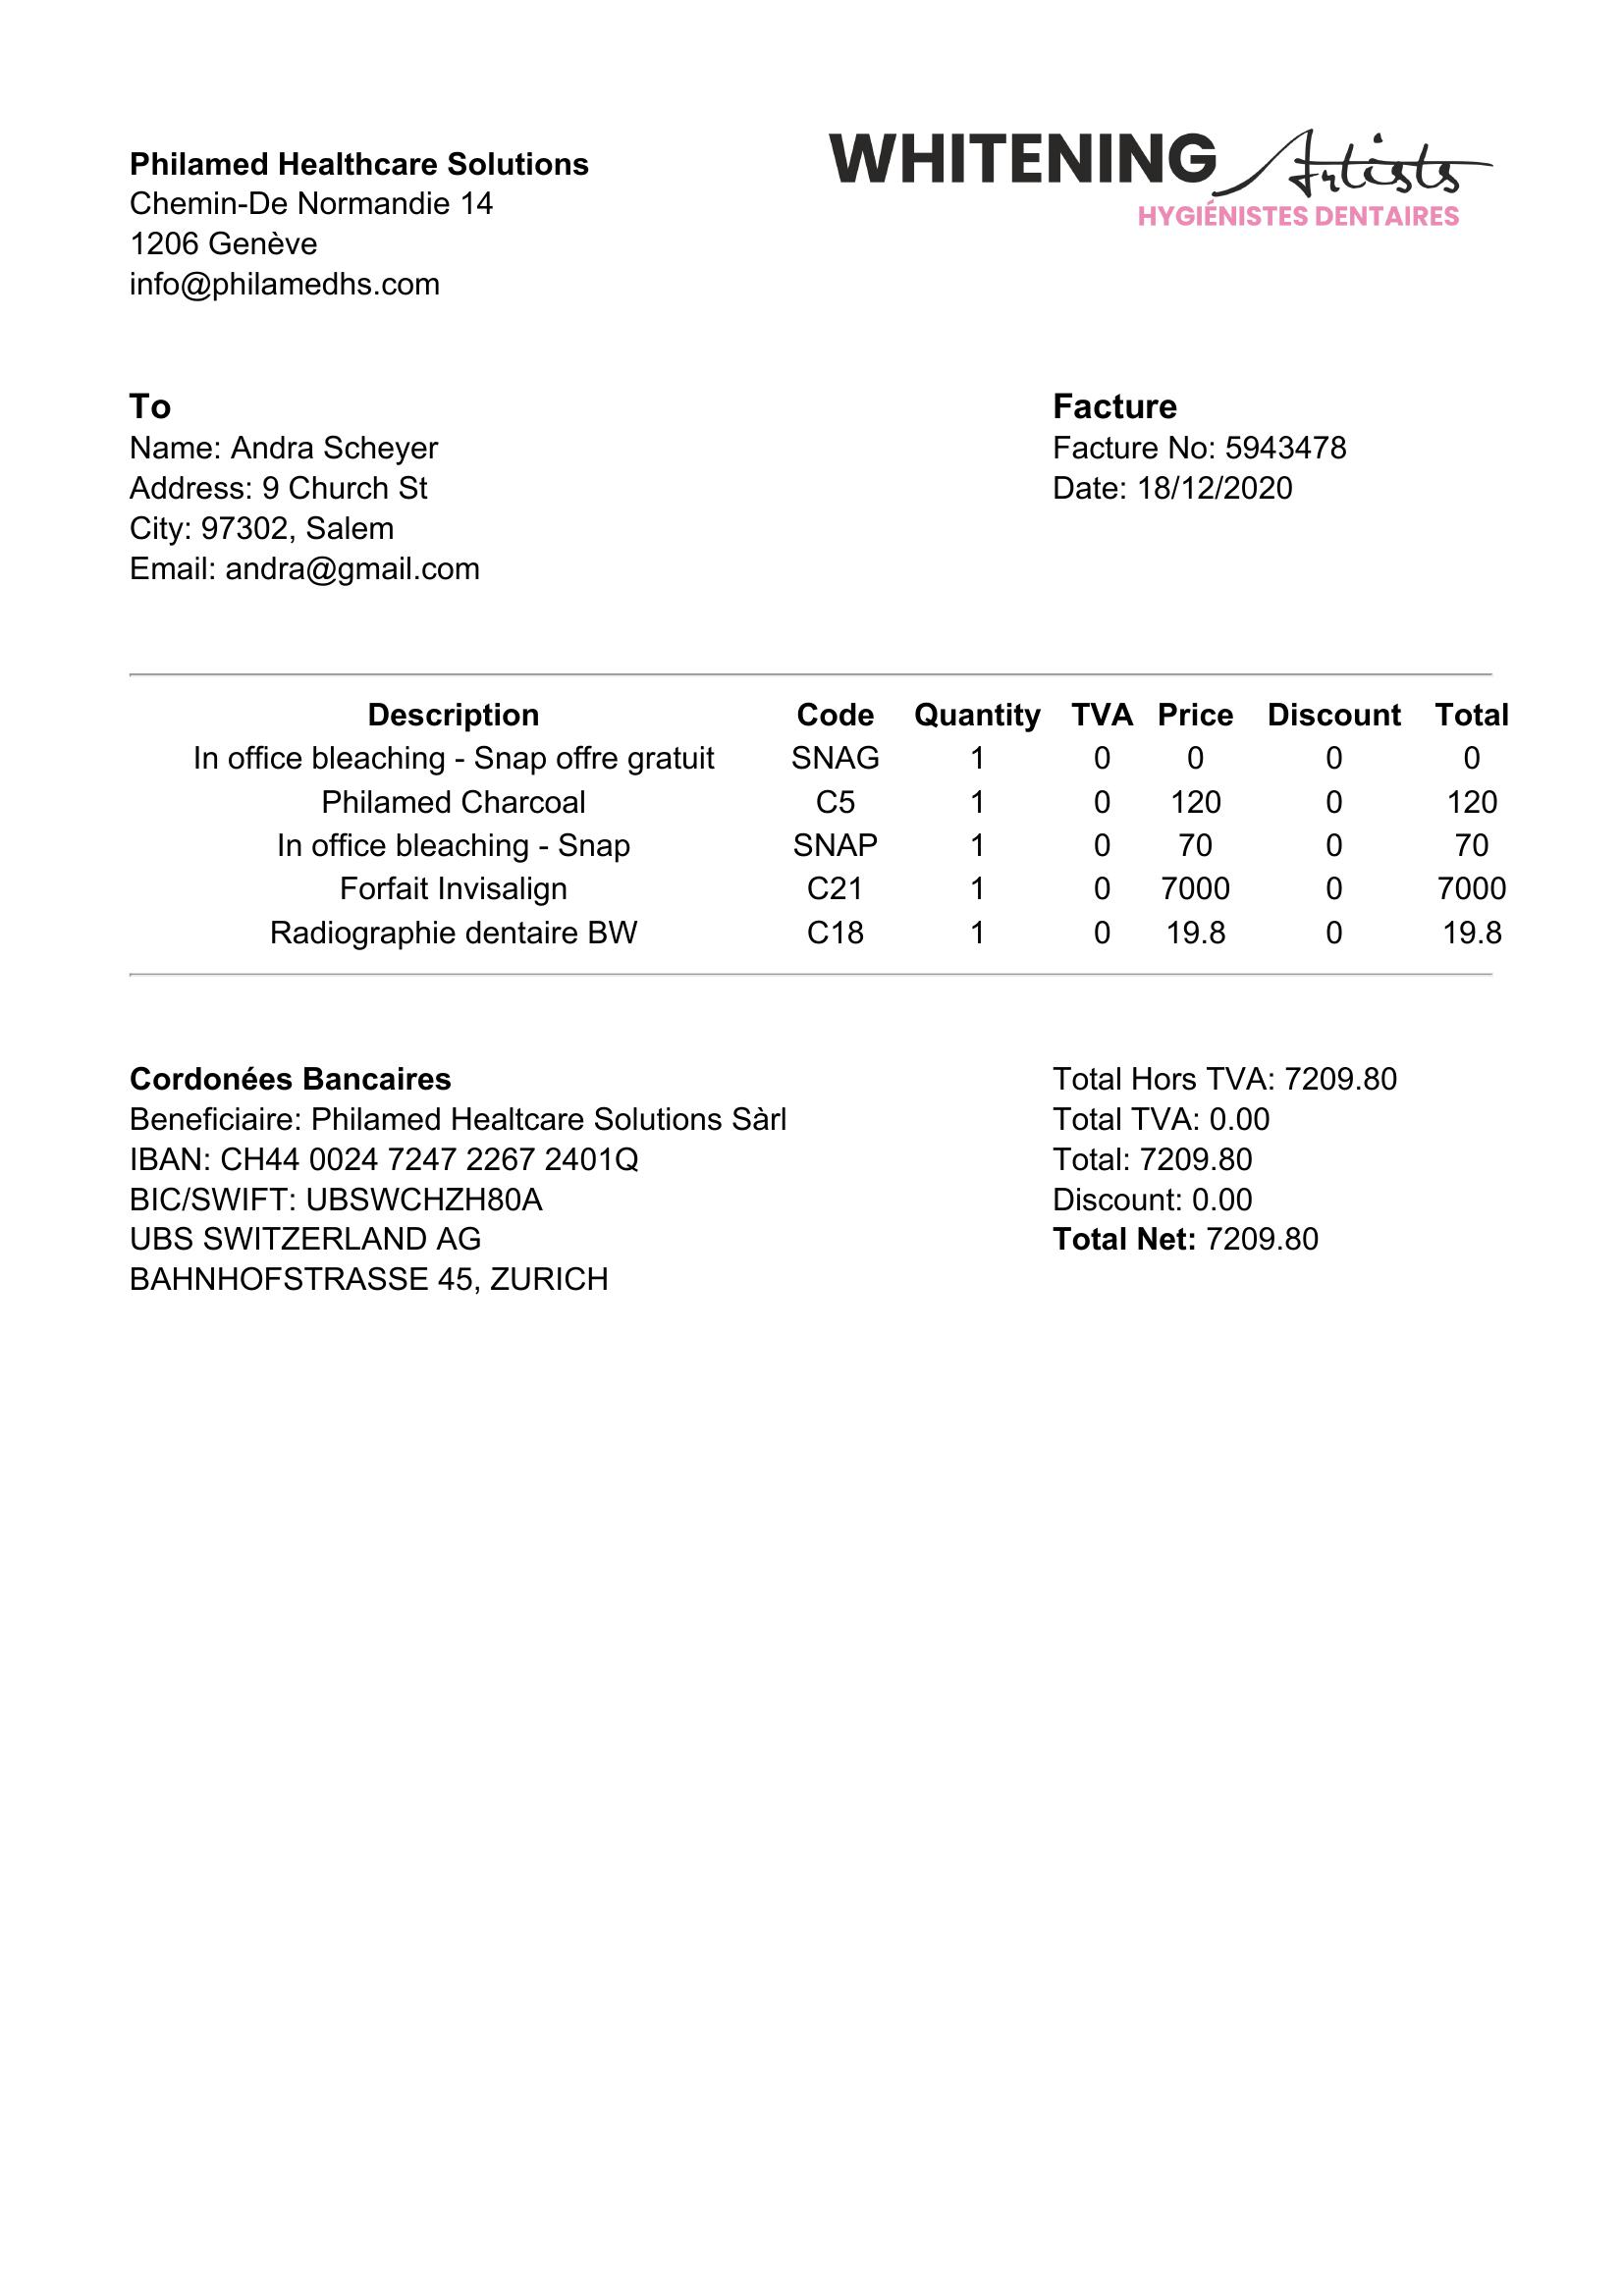 Philamed Healthcare Solutions
Chemin-De Normandie 14
1206 Genève
info@philamedhs.com
WHITENING Artists
HYGIÉNISTES DENTAIRES
To
Name: Andra Scheyer
Address: 9 Church St
City: 97302, Salem
Email: andra@gmail.com
Facture
Facture No: 5943478
Date: 18/12/2020
Description Code Quantity TVA Price Discount Total
In office bleaching - Snap offre gratuit SNAG 1 0 0 0 0
Philamed Charcoal C5 1 0 120 0 120
In office bleaching - Snap SNAP 1 0 70 0 70
Forfait Invisalign C21 1 0 7000 0 7000
Radiographie dentaire BW C18 1 0 19.8 0 19.8
Cordonées Bancaires
Beneficiaire: Philamed Healtcare Solutions Sàrl
IBAN: CH44 0024 7247 2267 2401Q
BIC/SWIFT: UBSWCHZH80A
UBS SWITZERLAND AG
BAHNHOFSTRASSE 45, ZURICH
Total Hors TVA: 7209.80
Total TVA: 0.00
Total: 7209.80
Discount: 0.00
Total Net: 7209.80